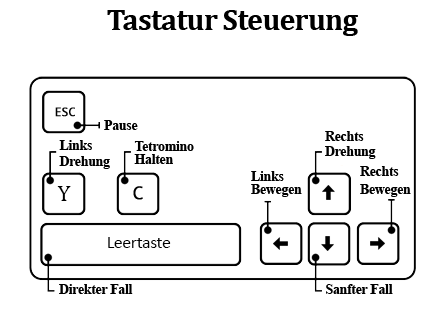 Tastatur Steuerung
ESC
Pause
Links
Drehung
Tetromino
Halten
Rechts
Drehung
Links
Bewegen
Rechts
Bewegen
Y
C
↑
Leertaste
←
↓
→
Direkter Fall
Sanfter Fall